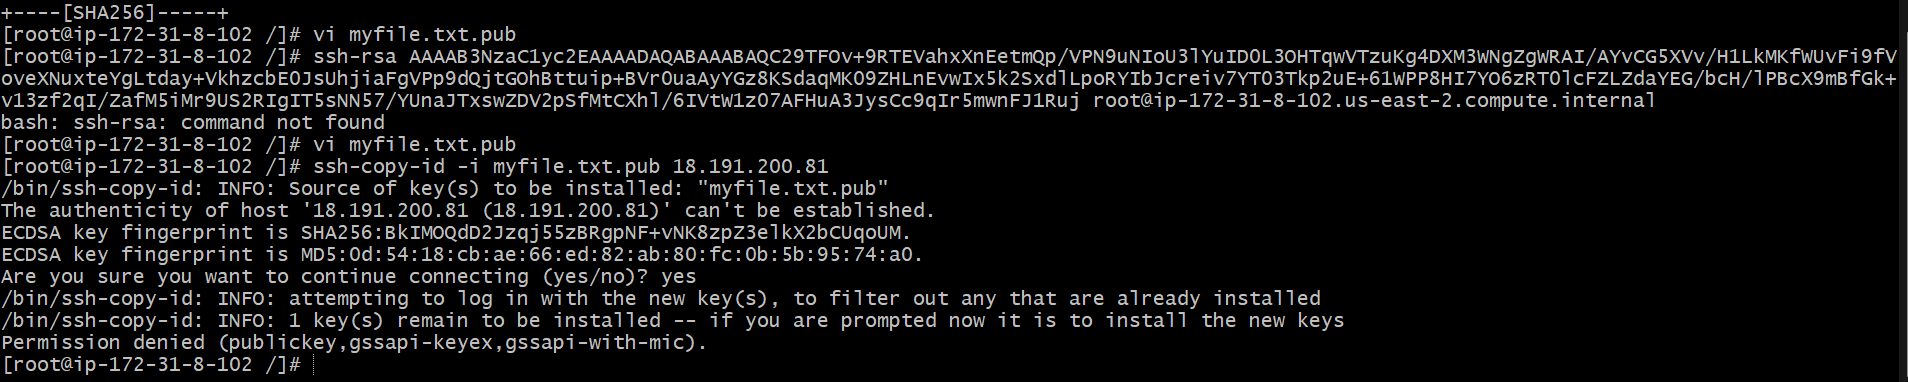 +----[SHA256]-----+
[root@ip-172-31-8-102 /]# vi myfile.txt.pub
[root@ip-172-31-8-102 /]# ssh-rsa AAAAB3NzaC1yc2EAAAADAQABAAABAQC29TFOv+9RTEVahxXnEetmQp/VPN9uNIoU3lYuID0L3OHTqwVTzuKg4DXM3WNgZgWRAI/AYvCG5XVv/H1LkMKfWUvFi9fV
oveXNuxteYgLtday+VkhzcbEOJsUhjiaFgVPp9dQjtGOhBttuip+BVrOuaAyYGz8KSdaqMK09ZHLnEvwIx5k2SxdlLpoRYIbJcreiv7YT03Tkp2uE+61WPP8HI7YO6zRTOlcFZLZdaYEG/bcH/lPBcX9mBfGk+
v13zf2qI/ZafM5iMr9US2RIgIT5sNN57/YUnaJTxswZDV2pSfMtCXhl/6IVtW1z07AFHuA3JysCc9qIr5mwnFJ1Ruj root@ip-172-31-8-102.us-east-2.compute.internal
bash: ssh-rsa: command not found
[root@ip-172-31-8-102 /]# vi myfile.txt.pub
[root@ip-172-31-8-102 /]# ssh-copy-id -i myfile.txt.pub 18.191.200.81
/bin/ssh-copy-id: INFO: Source of key(s) to be installed: "myfile.txt.pub"
The authenticity of host '18.191.200.81 (18.191.200.81)' can't be established.
ECDSA key fingerprint is SHA256:BkIMOQdD2Jzqj55zBRgpNF+vNK8zpZ3elkX2bCUqoUM.
ECDSA key fingerprint is MD5:0d:54:18:cb:ae:66:ed:82:ab:80:fc:0b:5b:95:74:a0.
Are you sure you want to continue connecting (yes/no)? yes
/bin/ssh-copy-id: INFO: attempting to log in with the new key(s), to filter out any that are already installed
/bin/ssh-copy-id: INFO: 1 key(s) remain to be installed -- if you are prompted now it is to install the new keys
Permission denied (publickey,gssapi-keyex,gssapi-with-mic).
[root@ip-172-31-8-102 /]#